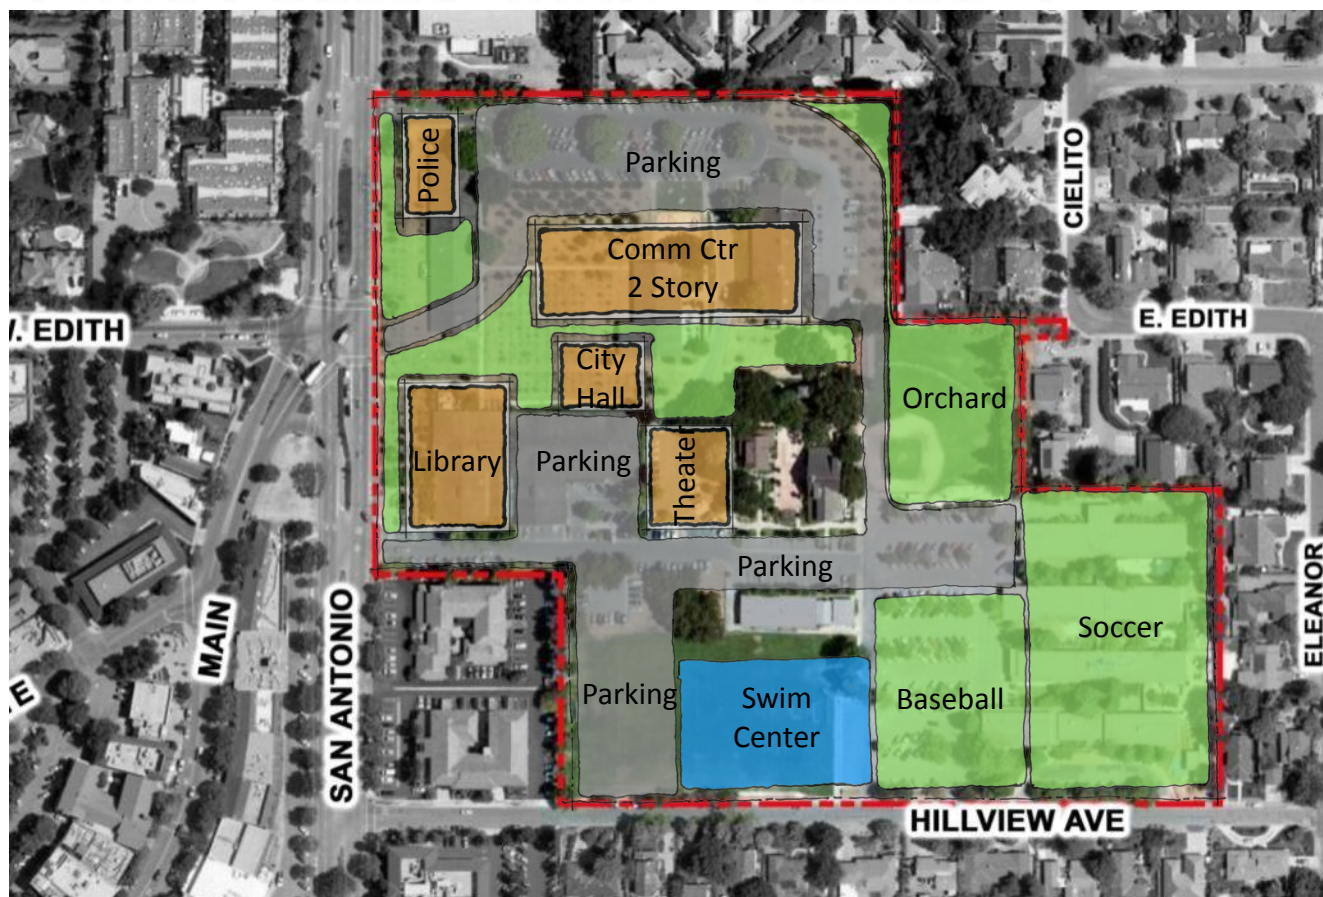 Police
Parking
CIELITO
Comm Ctr
2 Story
. EDITH
E. EDITH
City
Hall
Orchard
Library
Parking
Theater
Parking
MAIN
SAN ANTONIO
ELEANOR
Soccer
Parking
Swim
Center
Baseball
E
HILLVIEW AVE